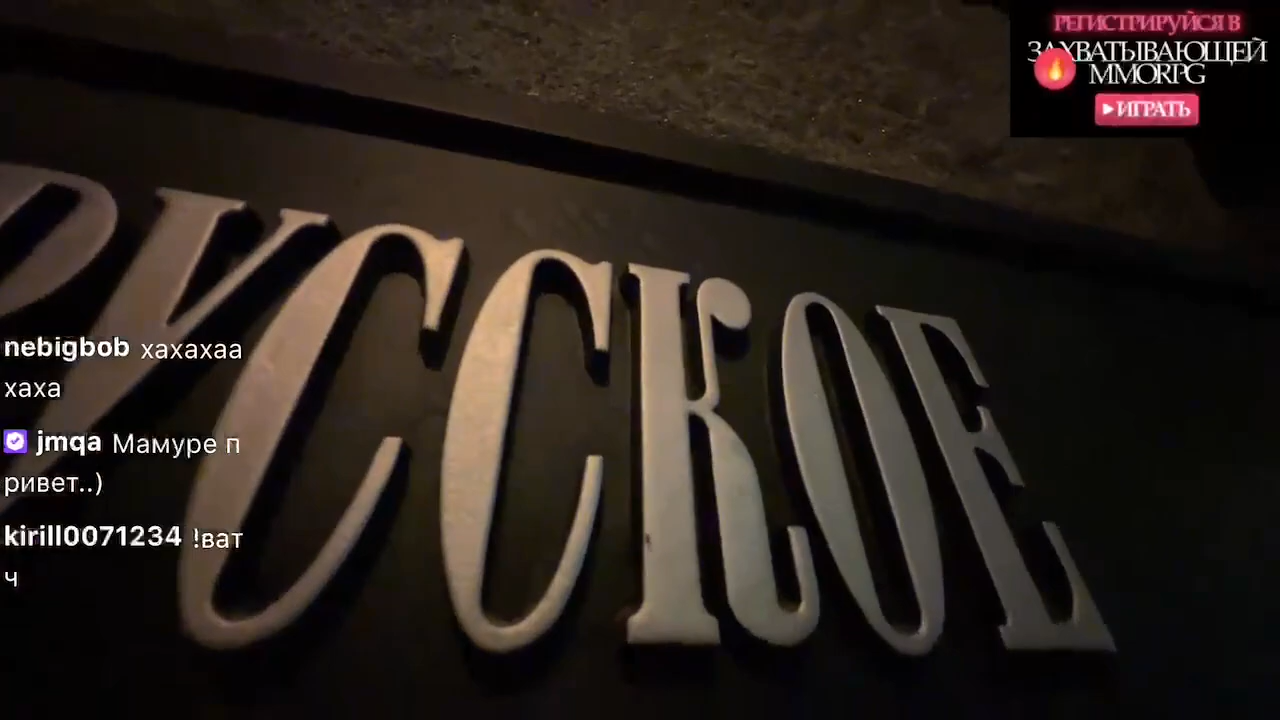 РЕГИСТРИРУЙСЯ В
ЗАХВАТЫВАЮЩЕЙ
MMORPG
ИГРАТЬ
РУССКОЕ
nebigbob хахахаа
хаха
jmqa Мамуре п
ривет..)
kirill0071234 !ват
ч